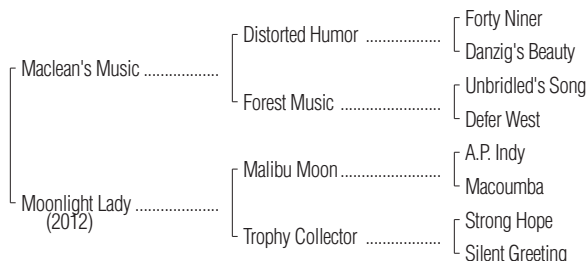 Forty Niner
Distorted Humor ..................
Danzig's Beauty
Maclean's Music ..................
Unbridled's Song
Forest Music ........................
Defer West
A.P. Indy
Malibu Moon ........................
Macoumba
Moonlight Lady ....................
(2012)
Strong Hope
Trophy Collector ..................
Silent Greeting